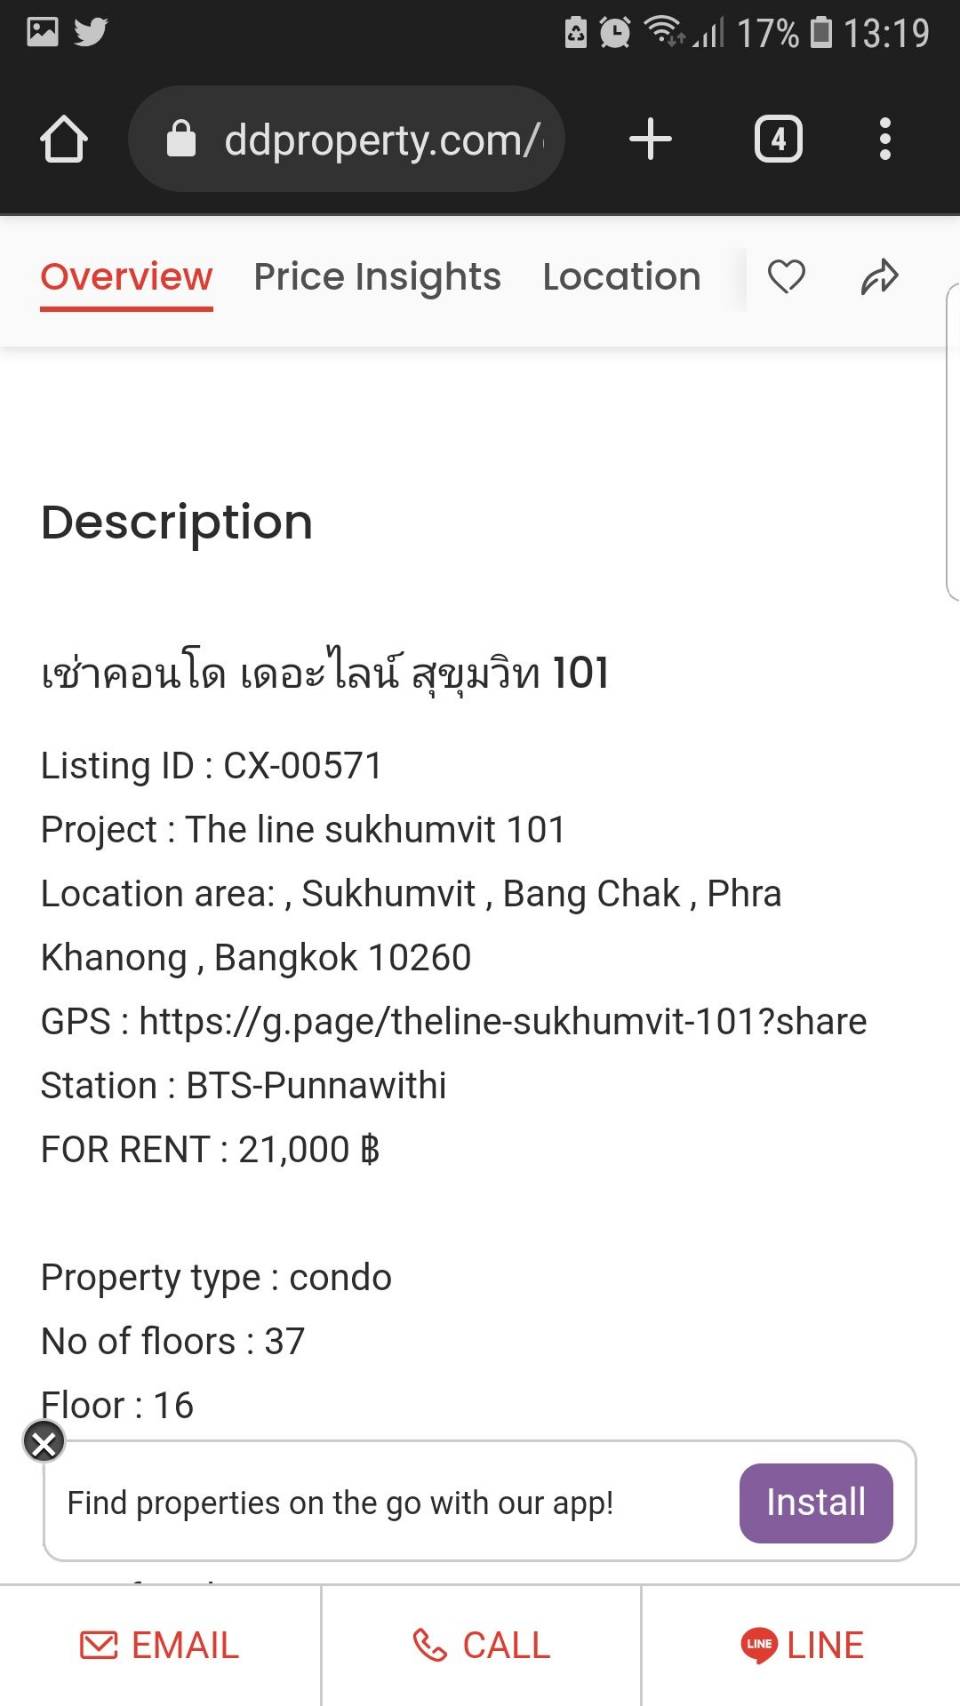 17% 13:19
ddproperty.com/
4
Overview Price Insights Location
Description
เช่าคอนโด เดอะไลน์ สุขุมวิท 101
Listing ID : CX-00571
Project : The line sukhumvit 101
Location area: , Sukhumvit , Bang Chak , Phra
Khanong , Bangkok 10260
GPS : https://g.page/theline-sukhumvit-101?share
Station : BTS-Punnawithi
FOR RENT : 21,000 ฿
Property type : condo
No of floors : 37
Floor : 16
Find properties on the go with our app! Install
EMAIL CALL LINE LINE